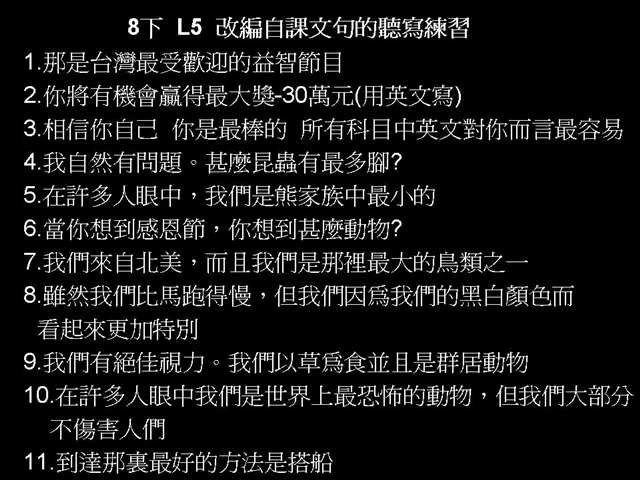 8下 L5 改編自課文句的聽寫練習
1.那是台灣最受歡迎的益智節目
2.你將有機會贏得最大獎-30萬元(用英文寫)
3.相信你自己 你是最棒的 所有科目中英文對你而言最容易
4.我自然有問題。甚麼昆蟲有最多腳?
5.在許多人眼中，我們是熊家族中最小的
6.當你想到感恩節，你想到甚麼動物?
7.我們來自北美，而且我們是那裡最大的鳥類之一
8.雖然我們比馬跑得慢，但我們因為我們的黑白顏色而
看起來更加特別
9.我們有絕佳視力。我們以草為食並且是群居動物
10.在許多人眼中我們是世界上最恐怖的動物，但我們大部分
不傷害人們
11.到達那裏最好的方法是搭船